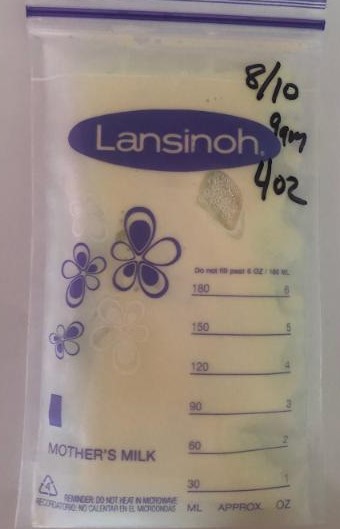 8/10
9am
4oz
Lansinoh®
Do not fill past 6 OZ / 180 ML
180 6
150 5
120 4
90 3
60 2
30 1
ML APPROX. OZ
MOTHER'S MILK
4
REMINDER: DO NOT HEAT IN MICROWAVE
RECORDATORIO: NO CALENTAR EN EL MICROONDAS